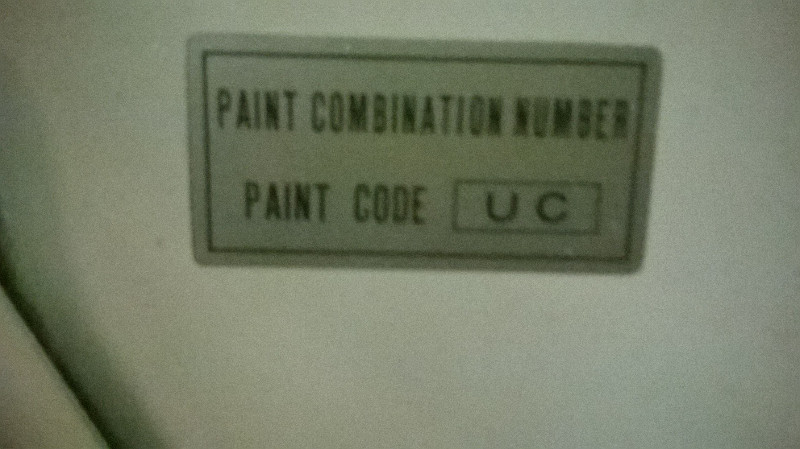 PAINT COMBINATION NUMBER
PAINT CODE UC